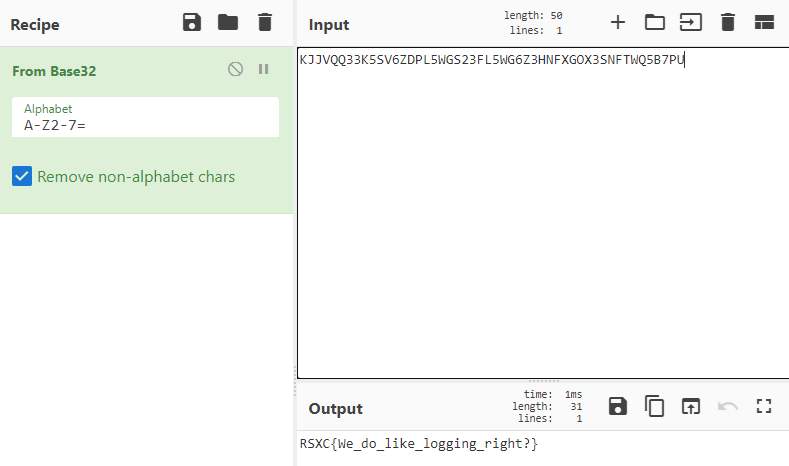 Recipe
From Base32
Alphabet
A-Z2-7=
Remove non-alphabet chars
Input
length: 50
lines: 1
KJJVQQ33K5SV6ZDPL5WGS23FL5WG6Z3HNFXGOX3SNFTWQ5B7PU
Output
time: 1ms
length: 31
lines: 1
RSXC{We_do_like_logging_right?}